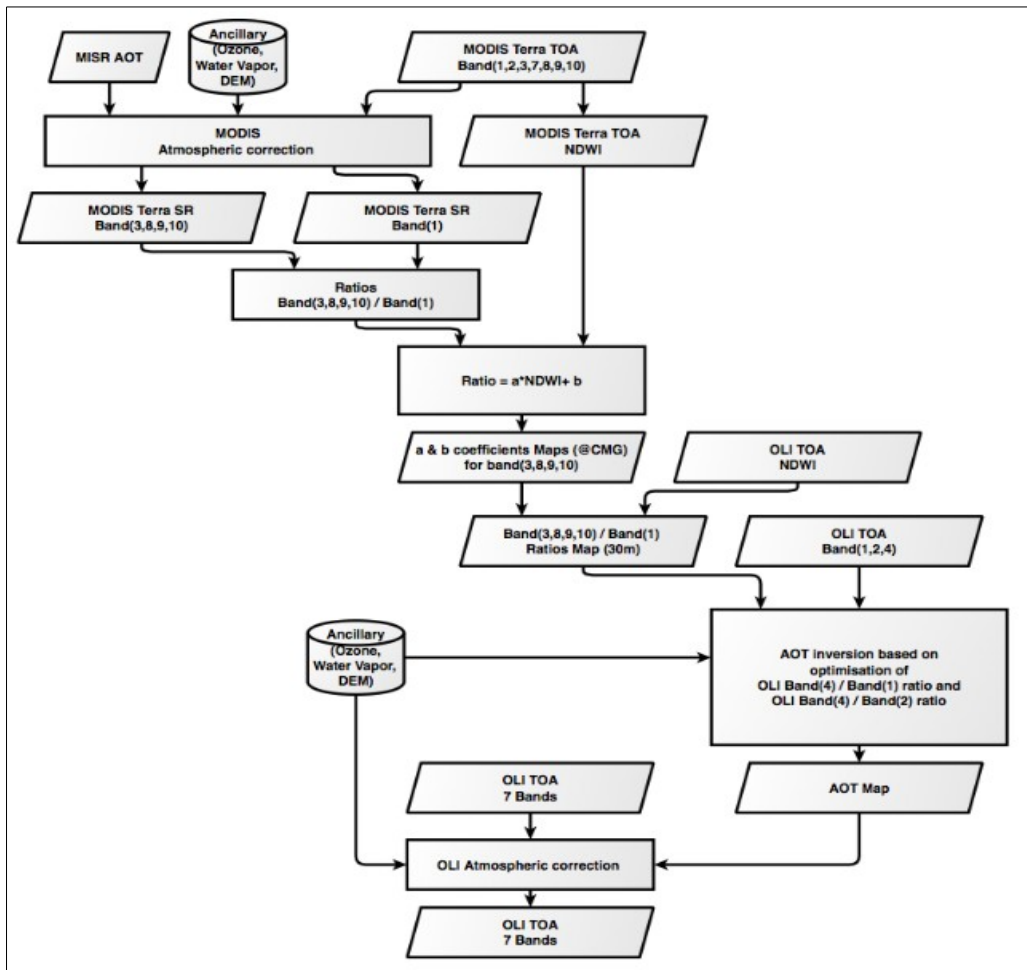 MISR AOT
Ancillary
(Ozone,
Water Vapor,
DEM)
MODIS Terra TOA
Band(1,2,3,7,8,9,10)
MODIS
Atmospheric correction
MODIS Terra TOA
NDWI
MODIS Terra SR
Band(3,8,9,10)
MODIS Terra SR
Band(1)
Ratios
Band(3,8,9,10) / Band(1)
Ratio = a*NDWI+ b
a & b coefficients Maps (@CMG)
for band(3,8,9,10)
OLI TOA
NDWI
Band(3,8,9,10) / Band(1)
Ratios Map (30m)
OLI TOA
Band(1,2,4)
Ancillary
(Ozone,
Water Vapor,
DEM)
AOT inversion based on
optimisation of
OLI Band(4) / Band(1) ratio and
OLI Band(4) / Band(2) ratio
OLI TOA
7 Bands
AOT Map
OLI Atmospheric correction
OLI TOA
7 Bands